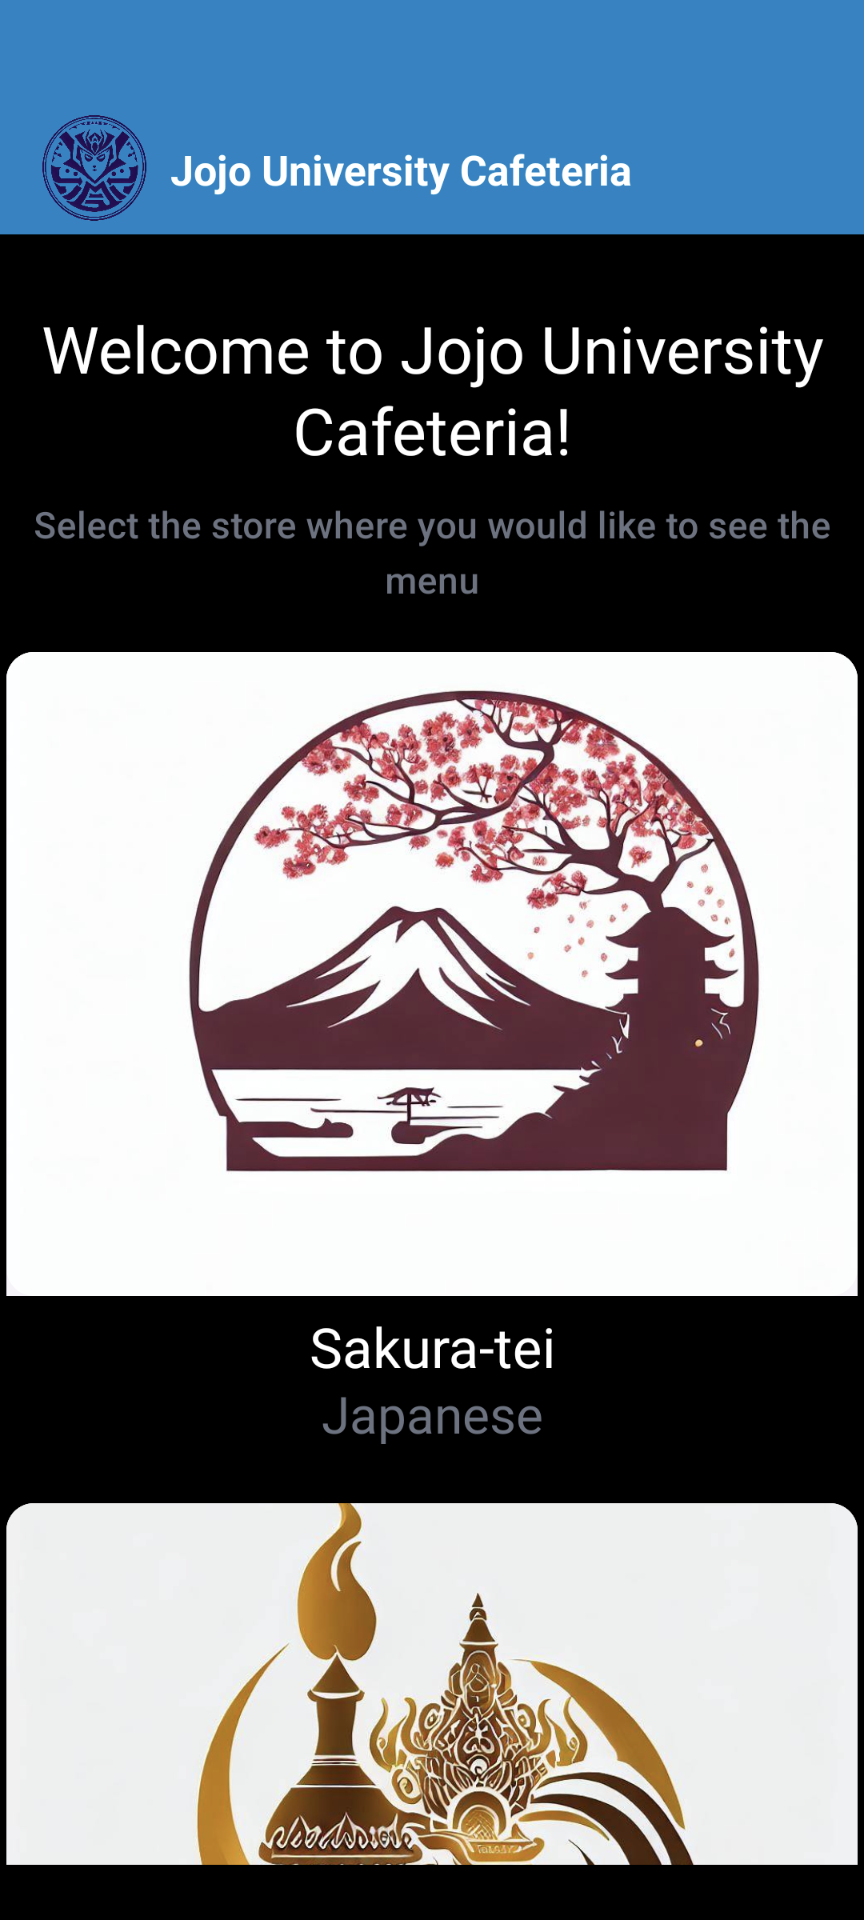 Jojo University Cafeteria
Welcome to Jojo University
Cafeteria!
Select the store where you would like to see the
menu
Sakura-tei
Japanese